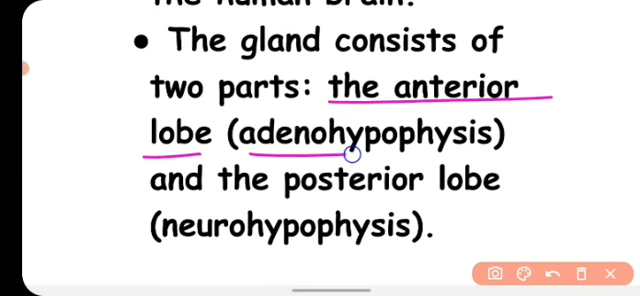 • The gland consists of
two parts: the anterior
lobe (adenohypophysis)
and the posterior lobe
(neurohypophysis).